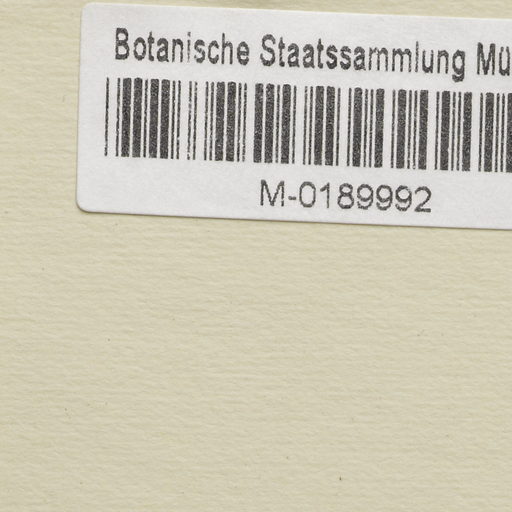 Botanische Staatssammlung Mü
M-0189992